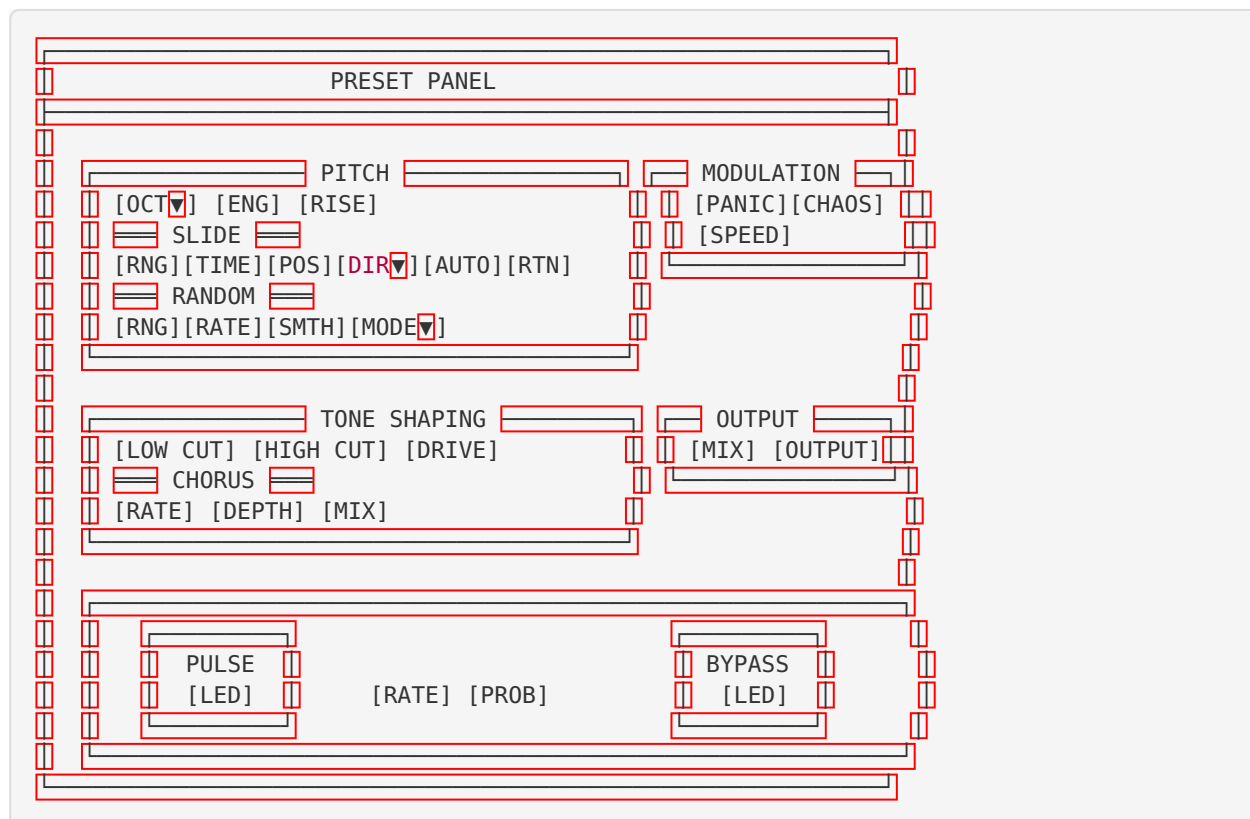 PRESET PANEL
PITCH MODULATION
[OCT▼] [ENG] [RISE] [PANIC][CHAOS]
═══ SLIDE ═══ [SPEED]
[RNG][TIME][POS][DIR▼][AUTO][RTN]
═══ RANDOM ═══
[RNG][RATE][SMTH][MODE▼]
TONE SHAPING OUTPUT
[LOW CUT] [HIGH CUT] [DRIVE] [MIX] [OUTPUT]
═══ CHORUS ═══
[RATE] [DEPTH] [MIX]
PULSE BYPASS
[LED] [RATE] [PROB] [LED]